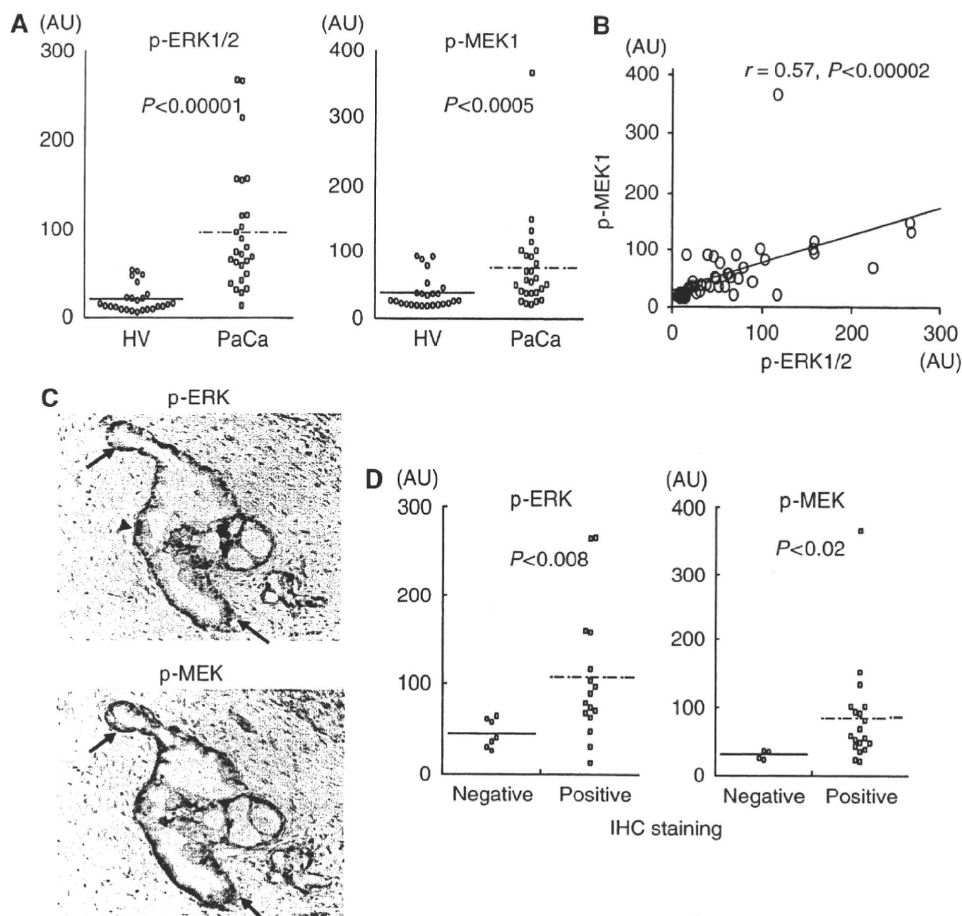 A
(AU)
p-ERK1/2
P<0.00001
300
200
100
0
HV
PaCa
(AU)
p-MEK1
P<0.0005
400
300
200
100
0
HV
PaCa
B
(AU)
r = 0.57, P<0.00002
p-MEK1
400
300
200
100
0
0
100
200
300
p-ERK1/2
(AU)
C
p-ERK
p-MEK
D
(AU)
p-ERK
P<0.008
300
200
100
0
Negative
Positive
(AU)
p-MEK
P<0.02
400
300
200
100
0
Negative
Positive
IHC staining